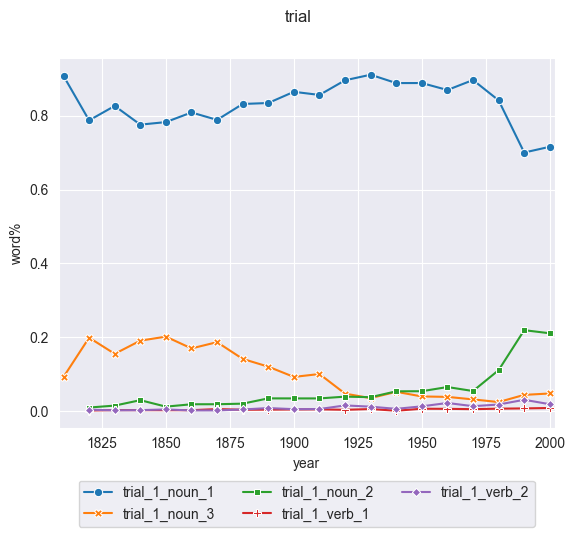 trial
0.8
0.6
0.4
0.2
0.0
word%
1825 1850 1875 1900 1925 1950 1975 2000
year
trial_1_noun_1 trial_1_noun_2 trial_1_verb_2
trial_1_noun_3 trial_1_verb_1